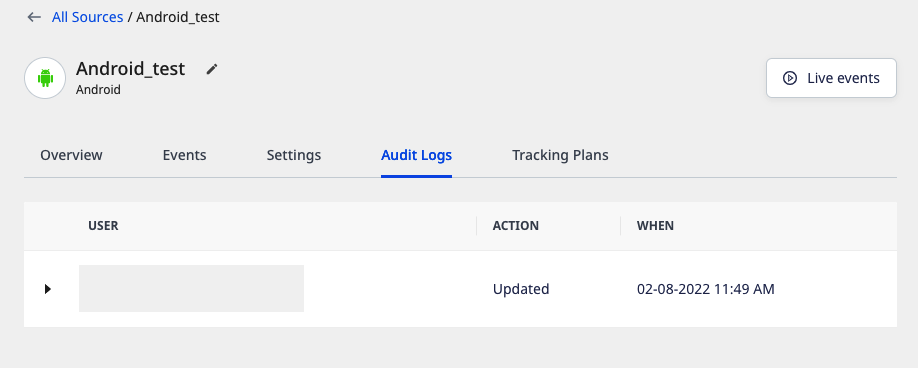 All Sources / Android_test
Android_test
Android
Live events
Overview Events Settings Audit Logs Tracking Plans
USER ACTION WHEN
Updated 02-08-2022 11:49 AM